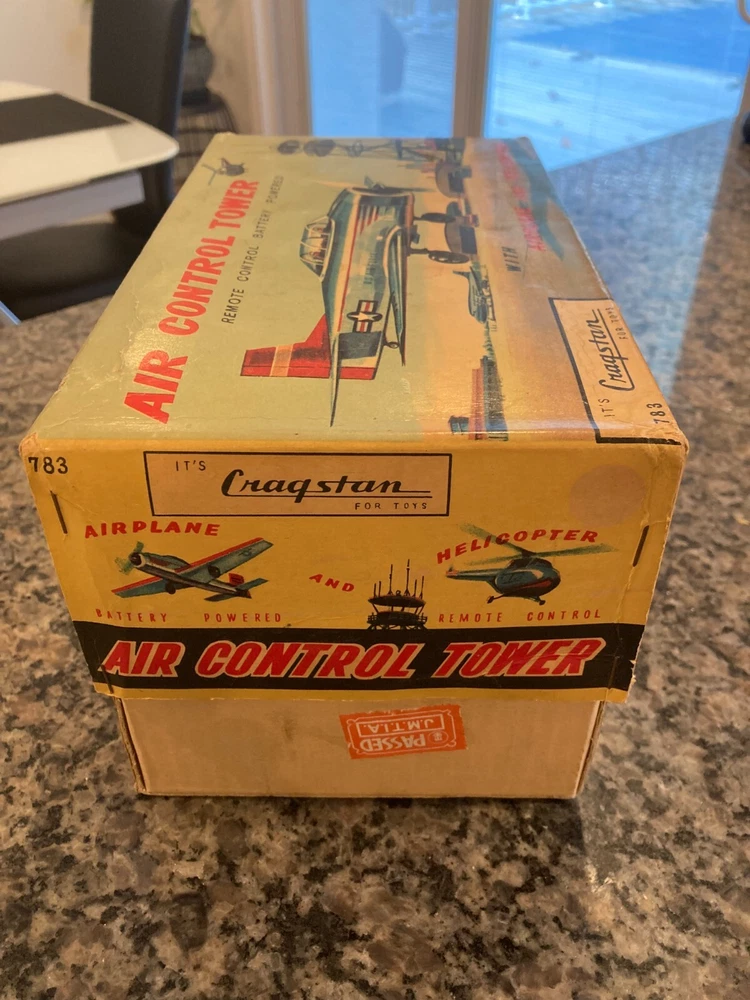 AIR CONTROL TOWER
REMOTE CONTROL BATTERY POWERED
WITH
IT'S
Cragstan
FOR TOYS
783
783
IT'S
Cragstan
FOR TOYS
AIRPLANE
AND
HELICOPTER
BATTERY POWERED
REMOTE CONTROL
AIR CONTROL TOWER
PASSED
J.M.T.I.A.